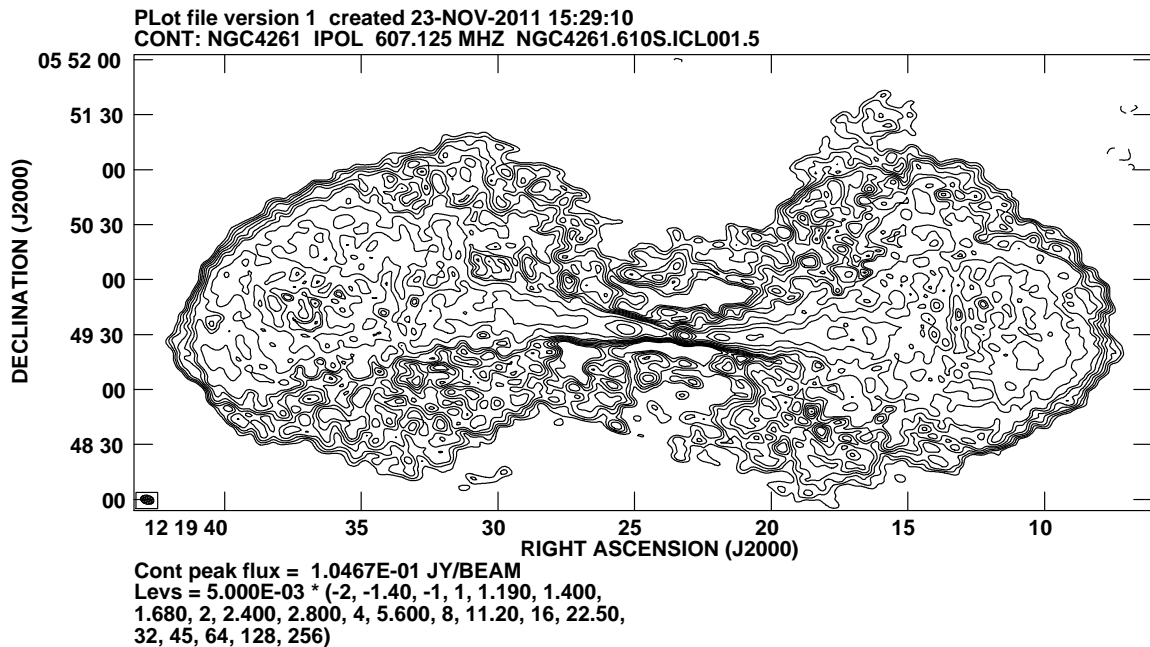 PLot file version 1 created 23-NOV-2011 15:29:10
CONT: NGC4261 IPOL 607.125 MHZ NGC4261.610S.ICL001.5
DECLINATION (J2000)
05 52 00
51 30
00
50 30
00
49 30
00
48 30
00
12 19 40
35
30
25
20
15
10
RIGHT ASCENSION (J2000)
Cont peak flux = 1.0467E-01 JY/BEAM
Levs = 5.000E-03 * (-2, -1.40, -1, 1, 1.190, 1.400,
1.680, 2, 2.400, 2.800, 4, 5.600, 8, 11.20, 16, 22.50,
32, 45, 64, 128, 256)